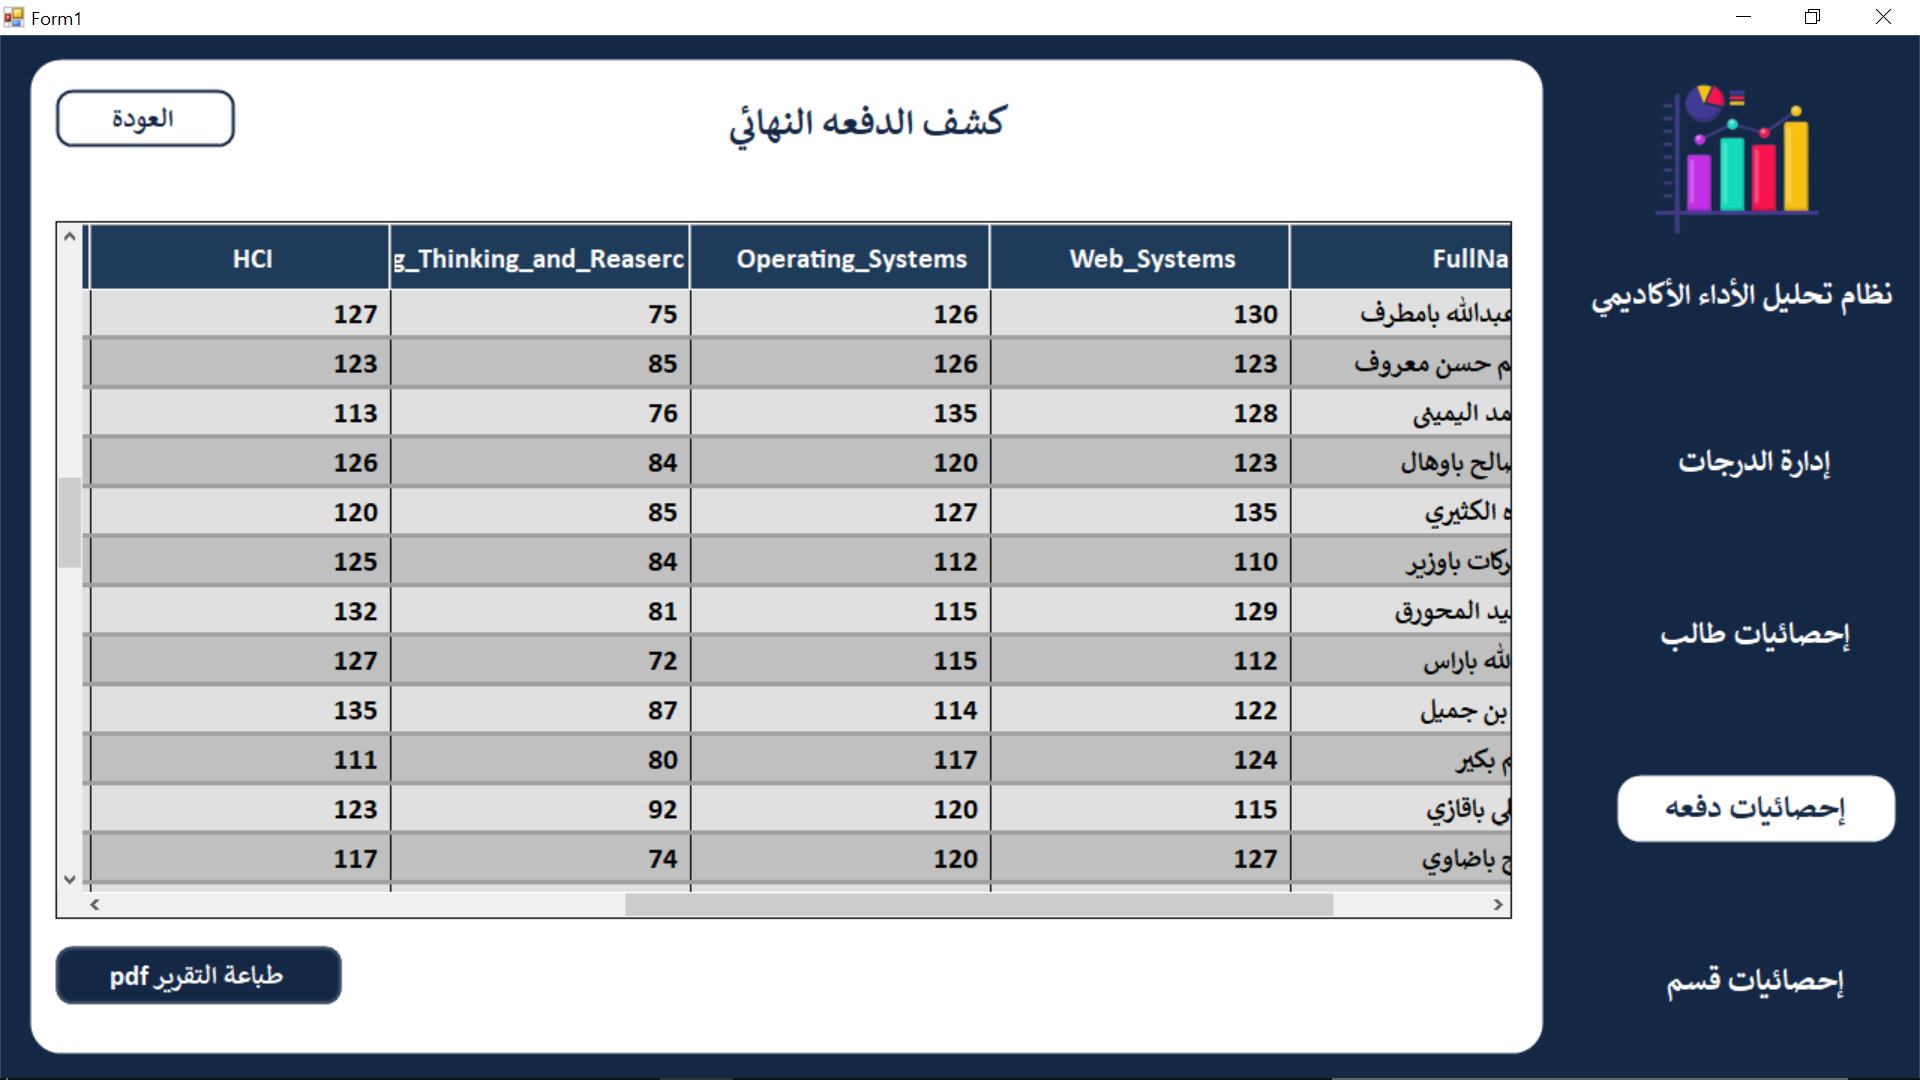 Form1
كشف الدفعه النهائي
العودة
نظام تحليل الأداء الأكاديمي
إدارة الدرجات
إحصائيات طالب
إحصائيات دفعه
إحصائيات قسم
HCI g_Thinking_and_Reaserc Operating_Systems Web_Systems FullNa
127 75 126 130 عبدالله بامطرف
123 85 126 123 م حسن معروف
113 76 135 128 مد اليميني
126 84 120 123 صالح باوهال
120 85 127 135 ه الكثيري
125 84 112 110 بركات باوزير
132 81 115 129 يد المحورق
127 72 115 112 لله باراس
135 87 114 122 بن جميل
111 80 117 124 م بكير
123 92 120 115 لى باقازي
117 74 120 127 ج باضاوي
طباعة التقرير pdf